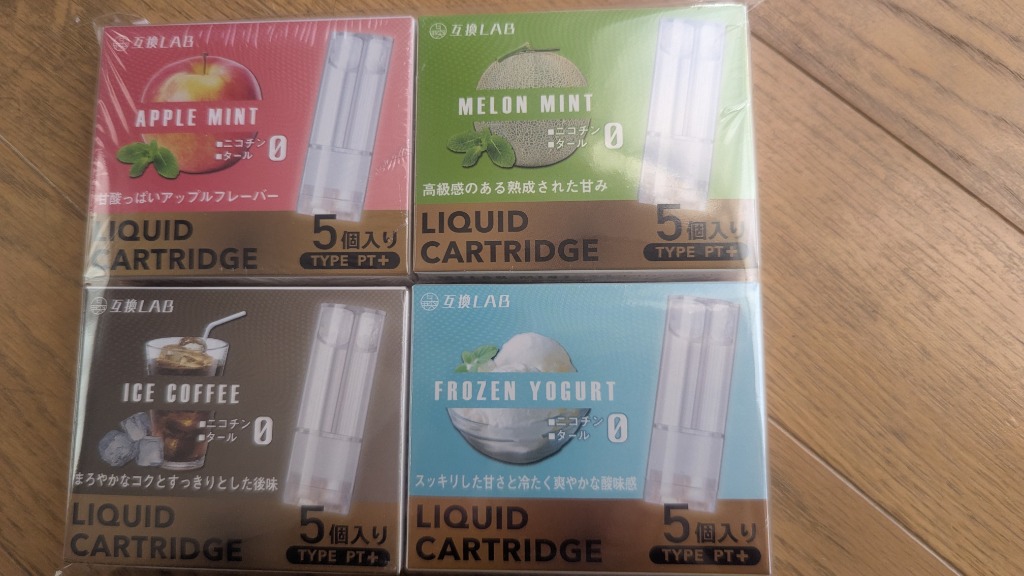 互換LAB
APPLE MINT
■ニコチン
■タール 0
甘酸っぱいアップルフレーバー
LIQUID
CARTRIDGE
5個入り
TYPE PT+
互換LAB
MELON MINT
■ニコチン
■タール 0
高級感のある熟成された甘み
LIQUID
CARTRIDGE
5個入り
TYPE PT+
互換LAB
ICE COFFEE
■ニコチン
■タール 0
まろやかなコクとすっきりとした後味
LIQUID
CARTRIDGE
5個入り
TYPE PT+
FROZEN YOGURT
■ニコチン
■タール 0
スッキリした甘さと冷たく爽やかな酸味感
LIQUID
CARTRIDGE
5個入り
TYPE PT+